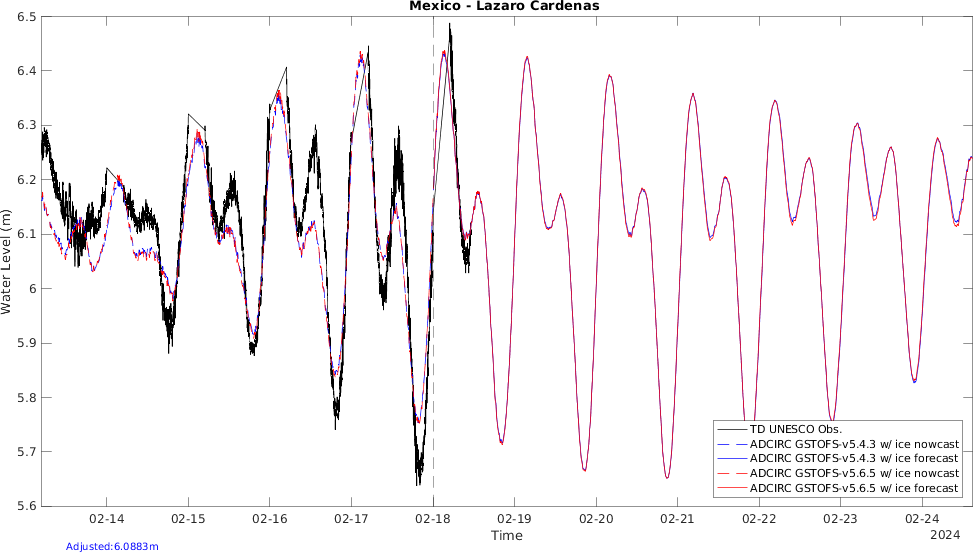 Mexico - Lazaro Cardenas
6.5
6.4
6.3
6.2
6.1
6
5.9
5.8
5.7
5.6
Water Level (m)
TD UNESCO Obs.
ADCIRC GSTOFS-v5.4.3 w/ ice nowcast
ADCIRC GSTOFS-v5.4.3 w/ ice forecast
ADCIRC GSTOFS-v5.6.5 w/ ice nowcast
ADCIRC GSTOFS-v5.6.5 w/ ice forecast
02-14 02-15 02-16 02-17 02-18 02-19 02-20 02-21 02-22 02-23 02-24
Time
2024
Adjusted:6.0883m